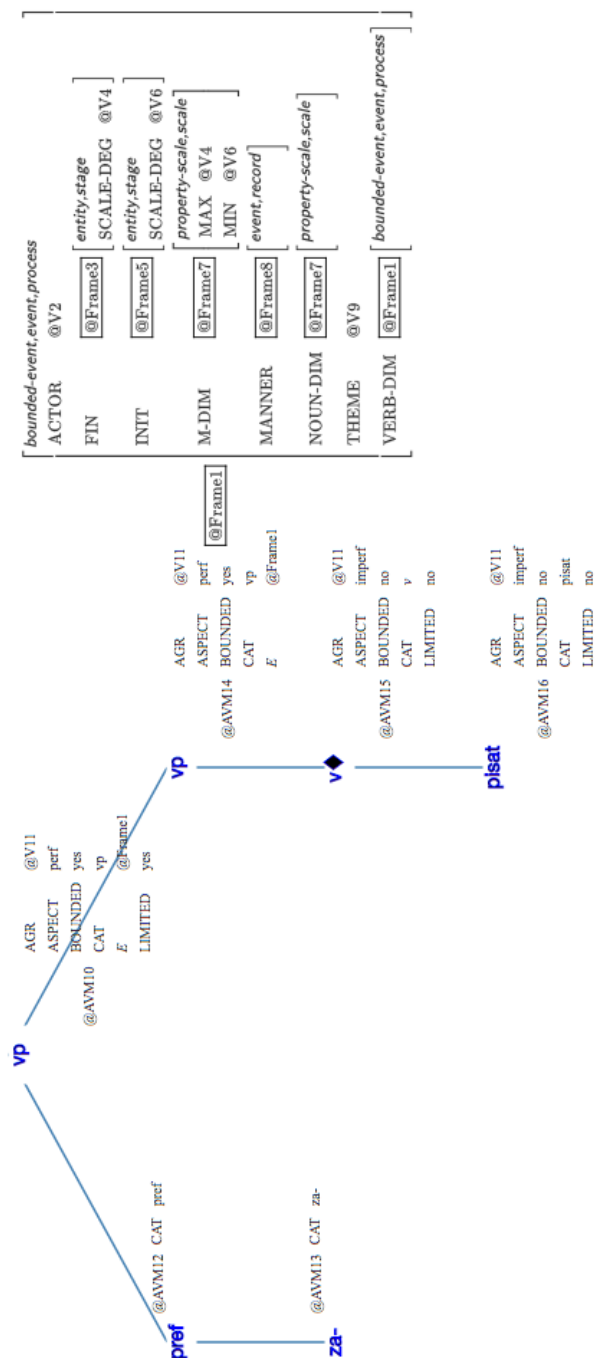 vp
@AVM10
AGR @V11
ASPECT perf
BOUNDED yes
CAT vp
E @Frame1
LIMITED yes
pref
@AVM12 CAT pref
za-
@AVM13 CAT za-
vp
@AVM14
AGR @V11
ASPECT perf
BOUNDED yes
CAT vp
E @Frame1
v
@AVM15
AGR @V11
ASPECT imperf
BOUNDED no
CAT v
LIMITED no
pisat
@AVM16
AGR @V11
ASPECT imperf
BOUNDED no
CAT pisat
LIMITED no
@Frame1
bounded-event,event,process
ACTOR @V2
FIN @Frame3
entity,stage
SCALE-DEG @V4
INIT @Frame5
entity,stage
SCALE-DEG @V6
M-DIM @Frame7
property-scale,scale
MAX @V4
MIN @V6
MANNER @Frame8 event,record
NOUN-DIM @Frame7 property-scale,scale
THEME @V9
VERB-DIM @Frame1 bounded-event,event,process